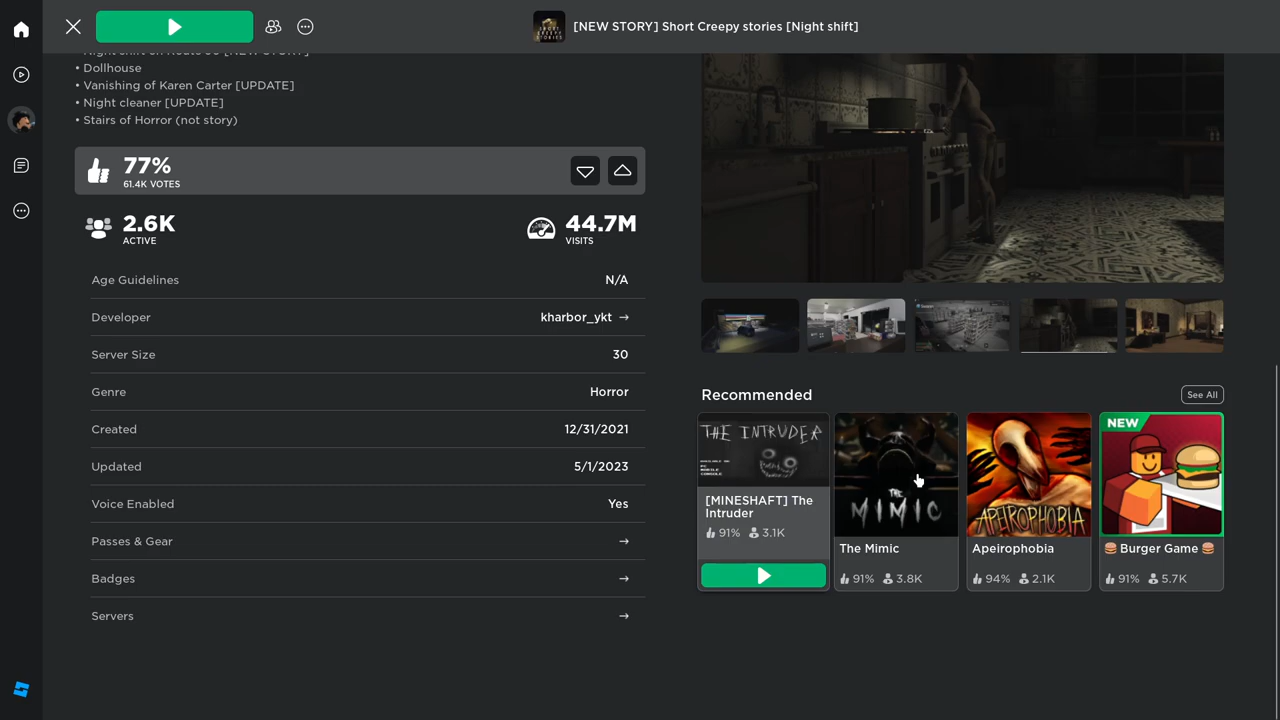 [NEW STORY] Short Creepy stories [Night shift]
• Dollhouse
• Vanishing of Karen Carter [UPDATE]
• Night cleaner [UPDATE]
• Stairs of Horror (not story)
77%
61.4K VOTES
2.6K
ACTIVE
44.7M
VISITS
Age Guidelines N/A
Developer kharbor_ykt →
Server Size 30
Genre Horror
Created 12/31/2021
Updated 5/1/2023
Voice Enabled Yes
Passes & Gear →
Badges →
Servers →
Recommended
See All
THE INTRUDER
[MINESHAFT] The
Intruder
91% 3.1K
THE
MIMIC
The Mimic
91% 3.8K
APEIROPHOBIA
Apeirophobia
94% 2.1K
NEW
🍔 Burger Game 🍔
91% 5.7K